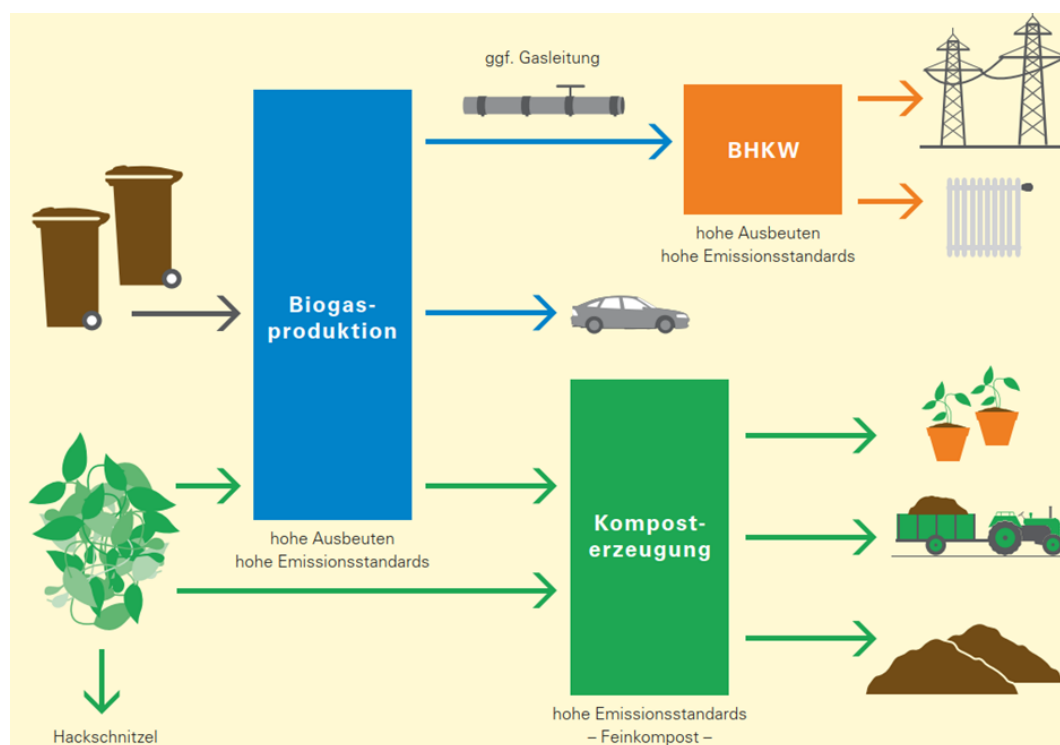 ggf. Gasleitung
BHKW
hohe Ausbeuten
hohe Emissionsstandards
Biogas-
produktion
hohe Ausbeuten
hohe Emissionsstandards
Kompost-
erzeugung
hohe Emissionsstandards
– Feinkompost –
Hackschnitzel